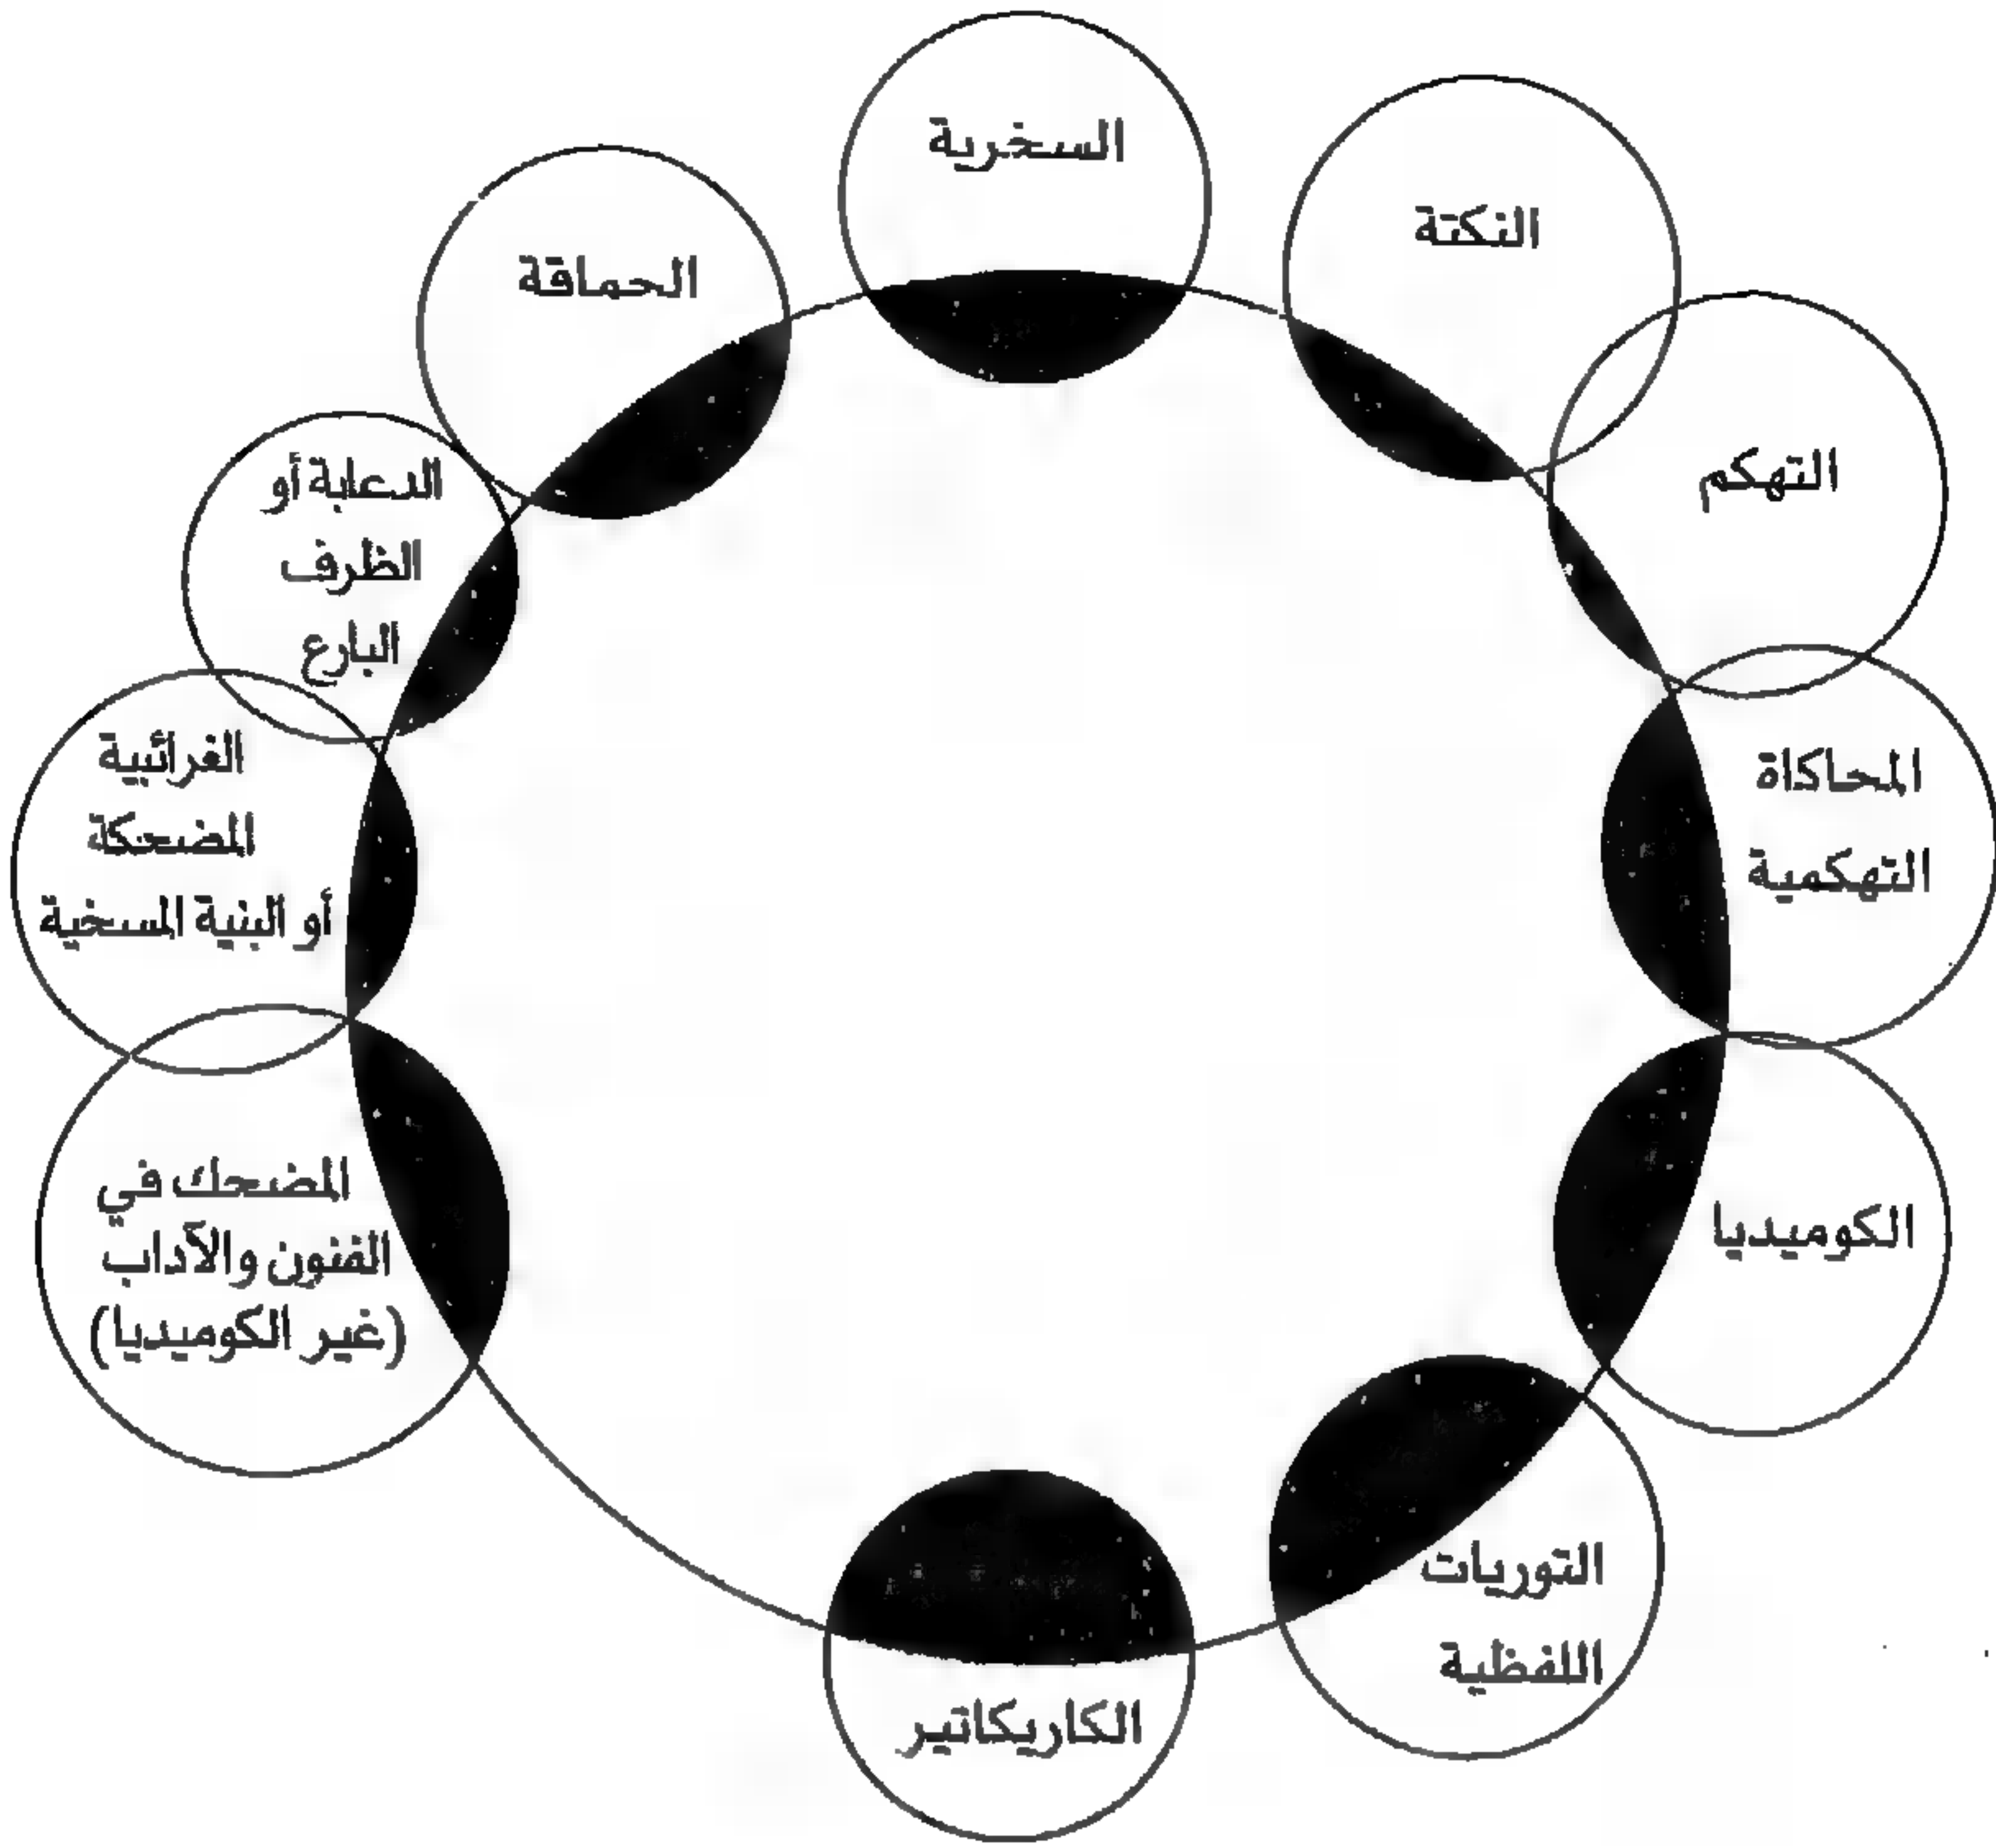 السخرية
النكتة
التهكم
المحاكاة
التهكمية
الكوميديا
التوريات
اللفظية
الكاريكاتير
المضحك في
الفنون والآداب
(غير الكوميديا)
الغرائبية
المضحكة
أو البنية المسخية
الدعابة أو
الظرف
البارع
الحماقة